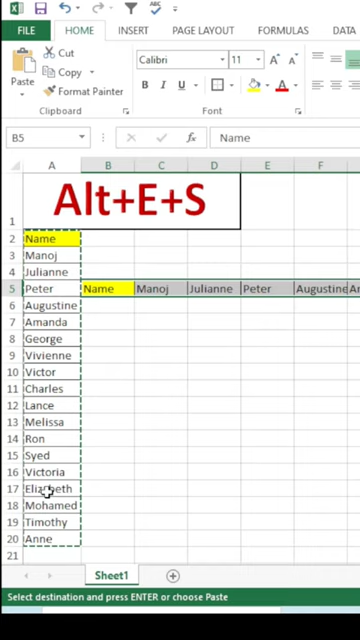 FILE HOME INSERT PAGE LAYOUT FORMULAS DATA
Cut
Copy
Paste
Format Painter
Calibri 11
B I U A
Clipboard Font
B5 fx Name
A B C D E F
1 Alt+E+S
2 Name
3 Manoj
4 Julianne
5 Peter Name Manoj Julianne Peter Augustine
6 Augustine
7 Amanda
8 George
9 Vivienne
10 Victor
11 Charles
12 Lance
13 Melissa
14 Ron
15 Syed
16 Victoria
17 Elizabeth
18 Mohamed
19 Timothy
20 Anne
21
Sheet1
Select destination and press ENTER or choose Paste